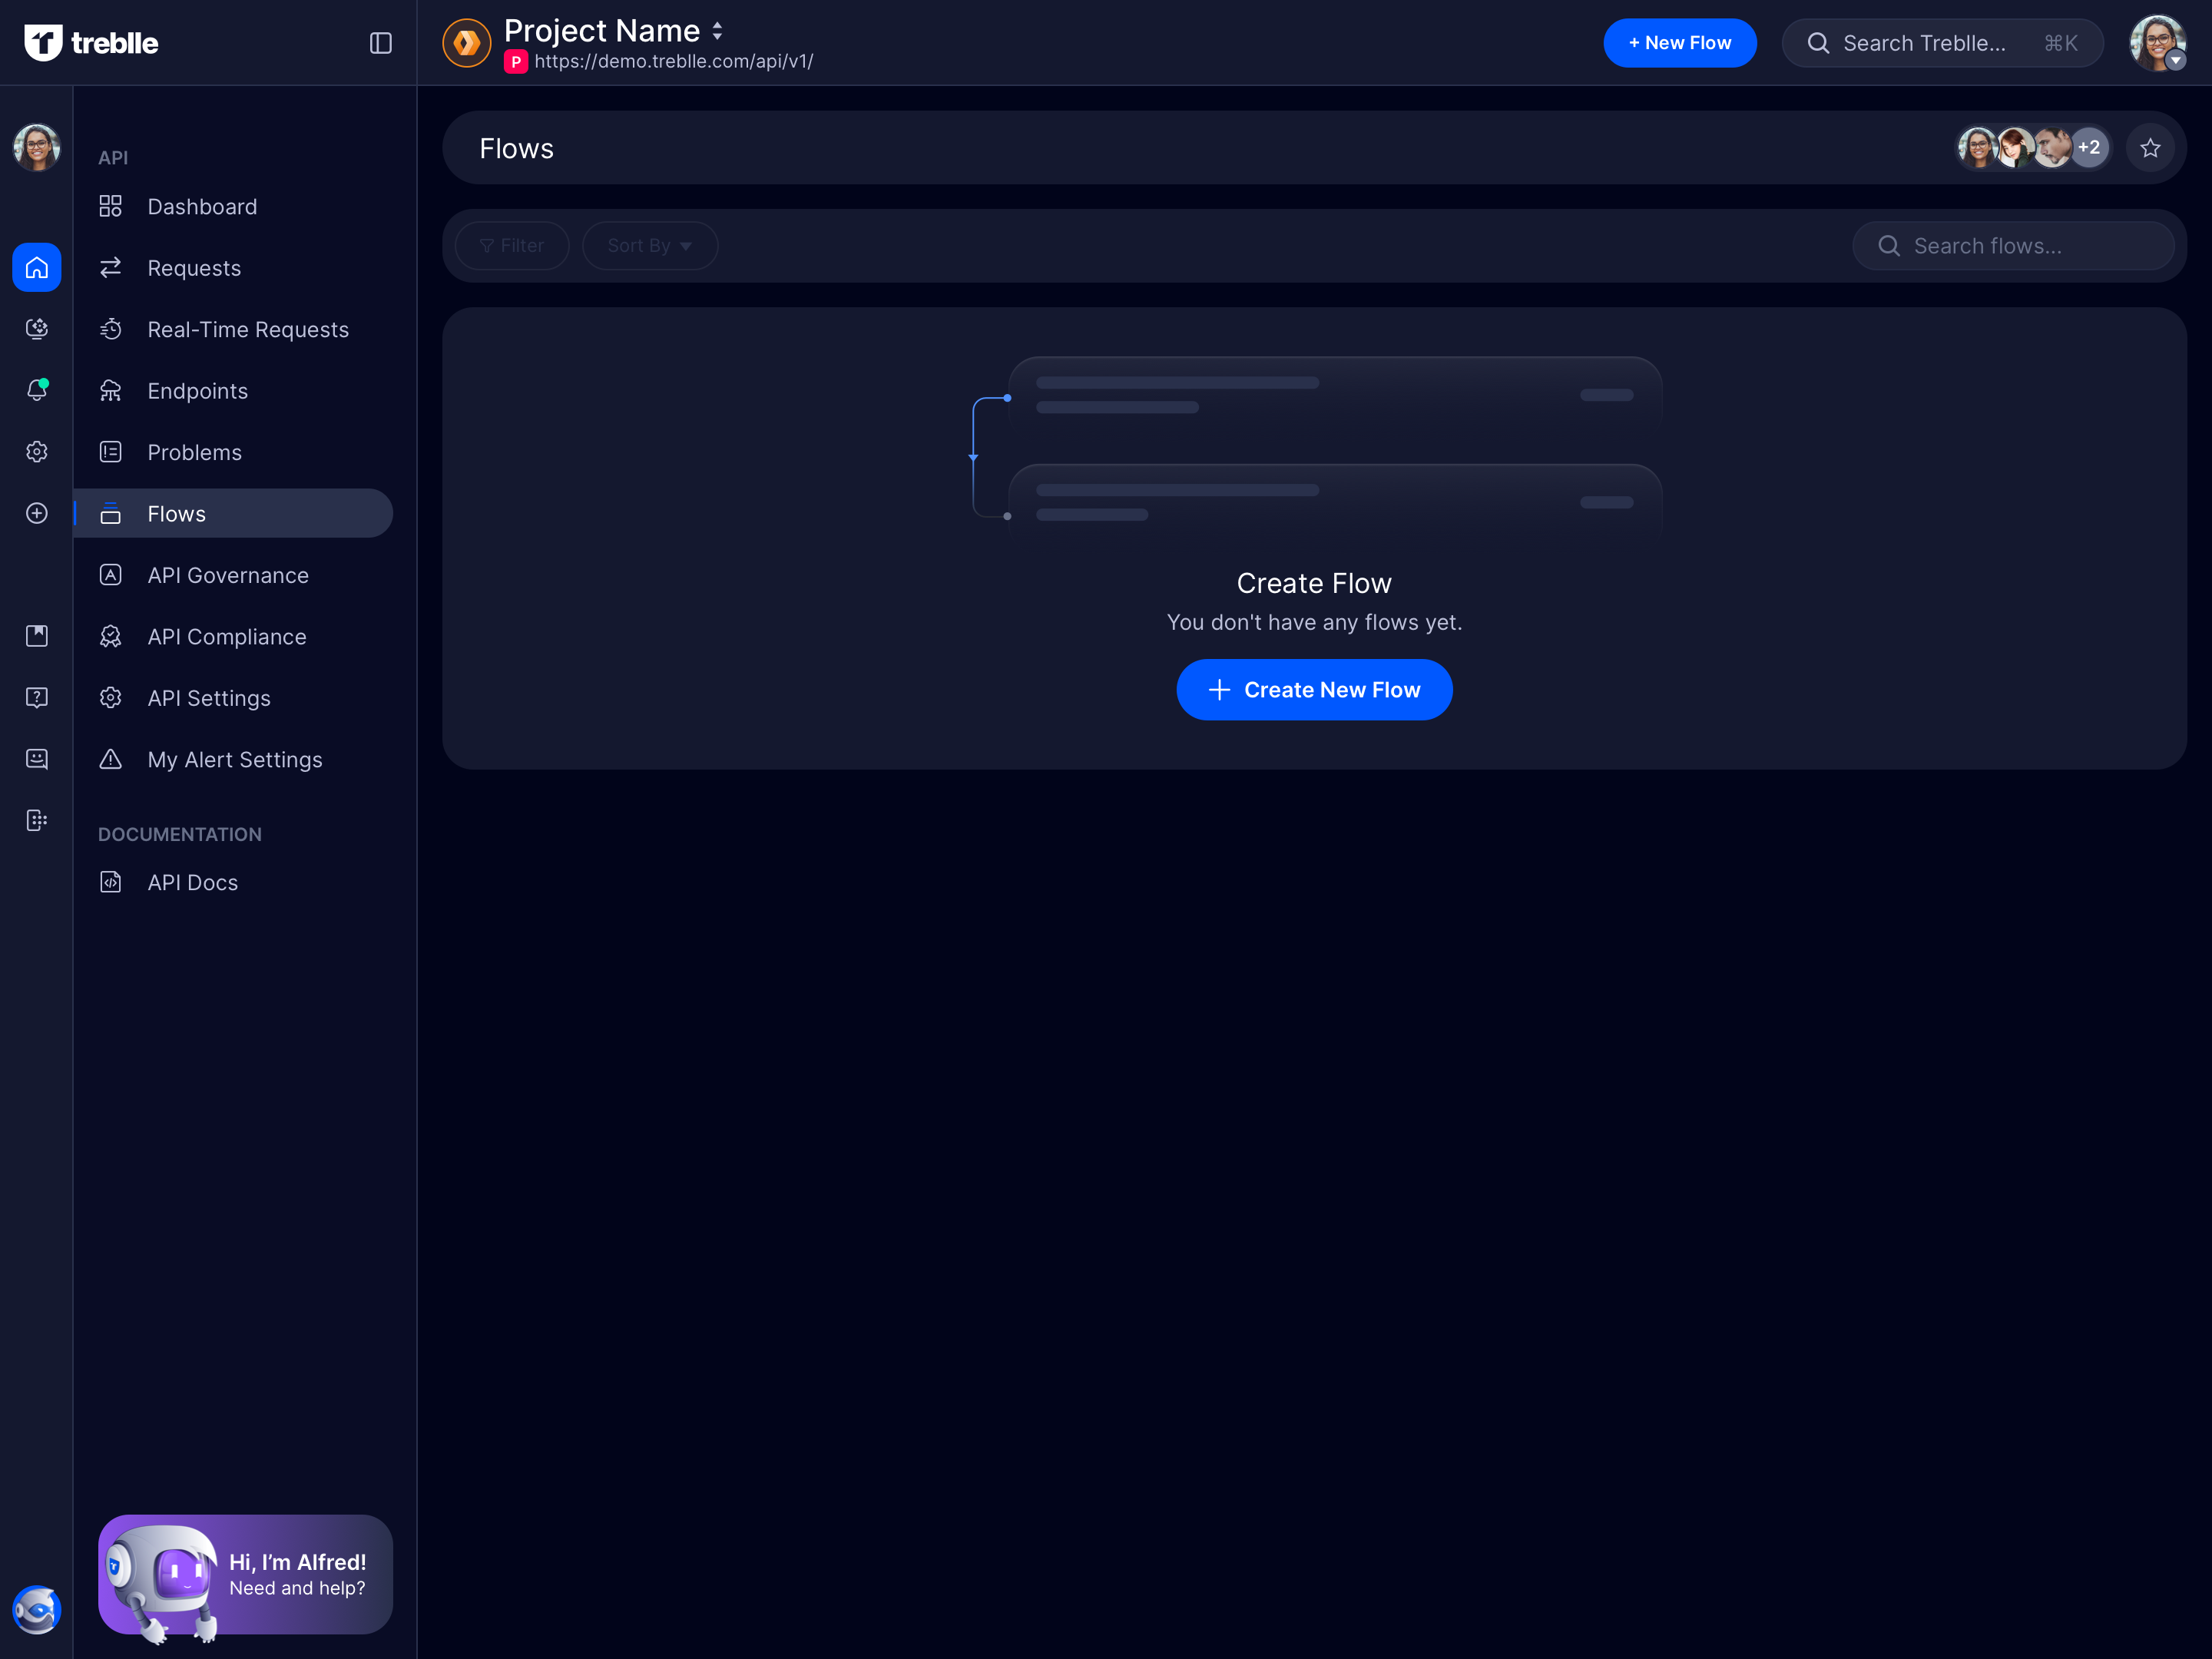 treblle
Project Name
P https://demo.treblle.com/api/v1/
+ New Flow
Search Treblle... ⌘K
API
Dashboard
Requests
Real-Time Requests
Endpoints
Problems
Flows
API Governance
API Compliance
API Settings
My Alert Settings
DOCUMENTATION
API Docs
Hi, I’m Alfred!
Need and help?
Flows
+2
Filter
Sort By
Search flows...
Create Flow
You don't have any flows yet.
Create New Flow